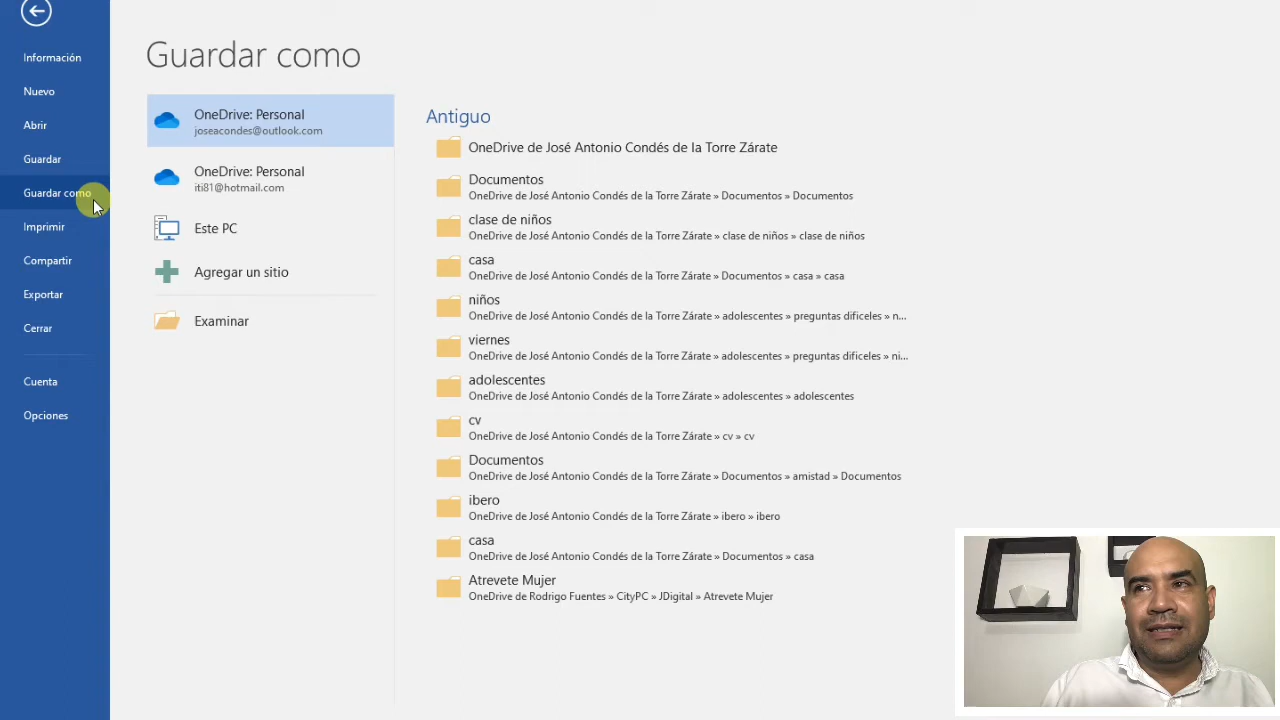 Información
Nuevo
Abrir
Guardar
Guardar como
Imprimir
Compartir
Exportar
Cerrar
Cuenta
Opciones
Guardar como
OneDrive: Personal
joseacondes@outlook.com
OneDrive: Personal
iti81@hotmail.com
Este PC
Agregar un sitio
Examinar
Antiguo
OneDrive de José Antonio Condés de la Torre Zárate
Documentos
OneDrive de José Antonio Condés de la Torre Zárate » Documentos » Documentos
clase de niños
OneDrive de José Antonio Condés de la Torre Zárate » clase de niños » clase de niños
casa
OneDrive de José Antonio Condés de la Torre Zárate » Documentos » casa » casa
niños
OneDrive de José Antonio Condés de la Torre Zárate » adolescentes » preguntas dificeles » n...
viernes
OneDrive de José Antonio Condés de la Torre Zárate » adolescentes » preguntas dificeles » ni...
adolescentes
OneDrive de José Antonio Condés de la Torre Zárate » adolescentes » adolescentes
cv
OneDrive de José Antonio Condés de la Torre Zárate » cv » cv
Documentos
OneDrive de José Antonio Condés de la Torre Zárate » Documentos » amistad » Documentos
ibero
OneDrive de José Antonio Condés de la Torre Zárate » ibero » ibero
casa
OneDrive de José Antonio Condés de la Torre Zárate » Documentos » casa
Atrevete Mujer
OneDrive de Rodrigo Fuentes » CityPC » JDigital » Atrevete Mujer